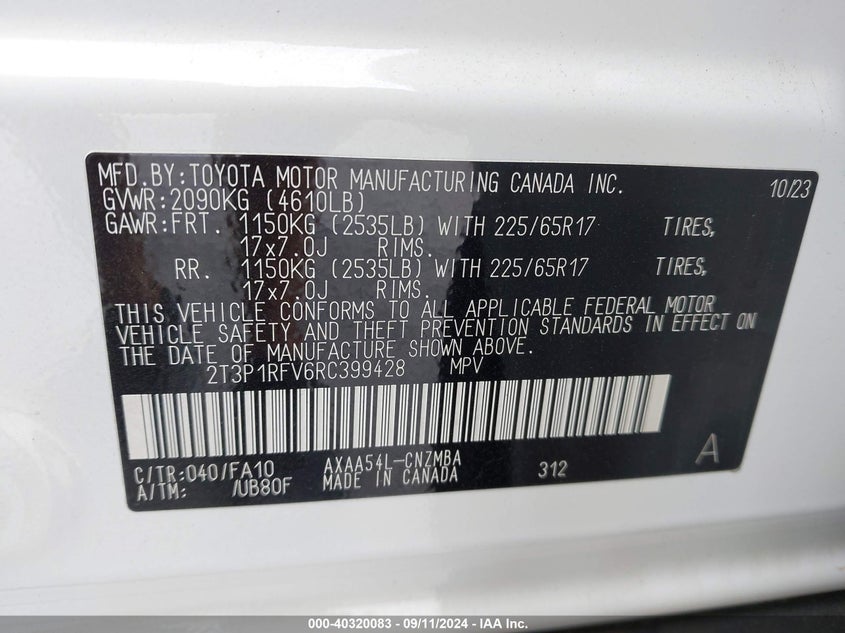 MFD.BY:TOYOTA MOTOR MANUFACTURING CANADA INC. 10/23
GVWR:2090KG (4610LB)
GAWR:FRT. 1150KG (2535LB) WITH 225/65R17 TIRES,
17x7.0J RIMS.
RR. 1150KG (2535LB) WITH 225/65R17 TIRES,
17x7.0J RIMS.
THIS VEHICLE CONFORMS TO ALL APPLICABLE FEDERAL MOTOR
VEHICLE SAFETY AND THEFT PREVENTION STANDARDS IN EFFECT ON
THE DATE OF MANUFACTURE SHOWN ABOVE.
2T3P1RFV6RC399428 MPV
C/TR:040/FA10 AXAA54L-CNZMBA 312 A
A/TM: /UB80F MADE IN CANADA
000-40320083 - 09/11/2024 - IAA Inc.